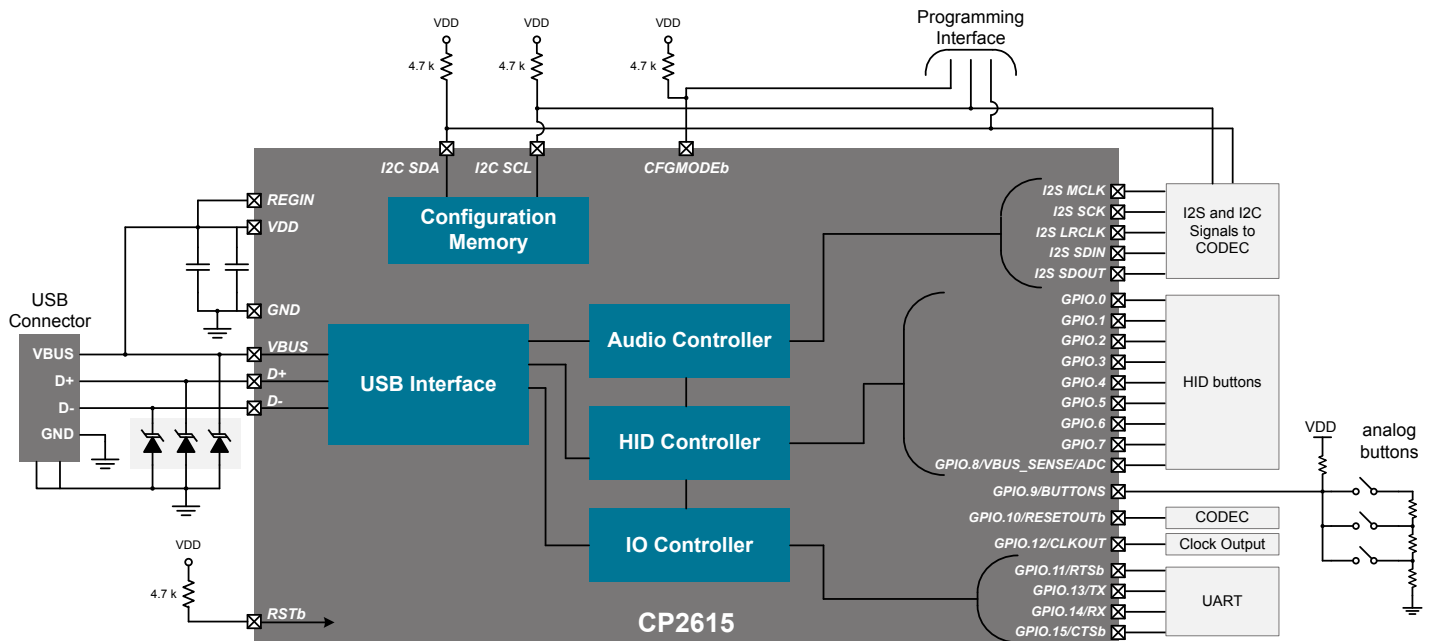 Programming
Interface
VDD
VDD
VDD
4.7 k
4.7 k
4.7 k
I2C SDA
I2C SCL
CFGMODEb
Configuration
Memory
REGIN
VDD
GND
USB
Connector
VBUS
D+
D-
GND
VBUS
D+
D-
USB Interface
Audio Controller
HID Controller
IO Controller
VDD
4.7 k
RSTb
CP2615
I2S MCLK
I2S SCK
I2S LRCLK
I2S SDIN
I2S SDOUT
I2S and I2C
Signals to
CODEC
GPIO.0
GPIO.1
GPIO.2
GPIO.3
GPIO.4
GPIO.5
GPIO.6
GPIO.7
GPIO.8/VBUS_SENSE/ADC
HID buttons
GPIO.9/BUTTONS
VDD
analog
buttons
GPIO.10/RESETOUTb
CODEC
GPIO.12/CLKOUT
Clock Output
GPIO.11/RTSb
GPIO.13/TX
GPIO.14/RX
GPIO.15/CTSb
UART